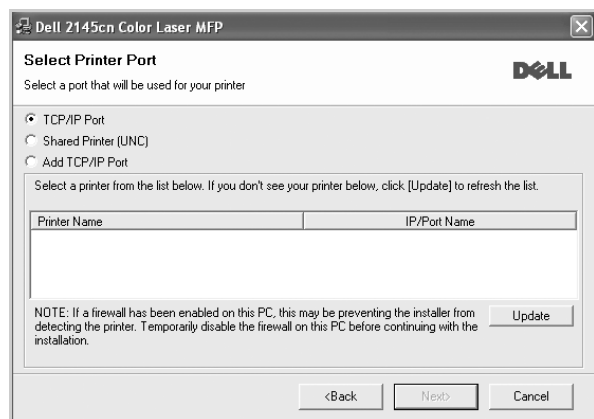 Dell 2145cn Color Laser MFP
Select Printer Port
Select a port that will be used for your printer
DELL
TCP/IP Port
Shared Printer (UNC)
Add TCP/IP Port
Select a printer from the list below. If you don't see your printer below, click [Update] to refresh the list.
Printer Name IP/Port Name
NOTE: If a firewall has been enabled on this PC, this may be preventing the installer from
detecting the printer. Temporarily disable the firewall on this PC before continuing with the
installation.
Update
<Back Next> Cancel